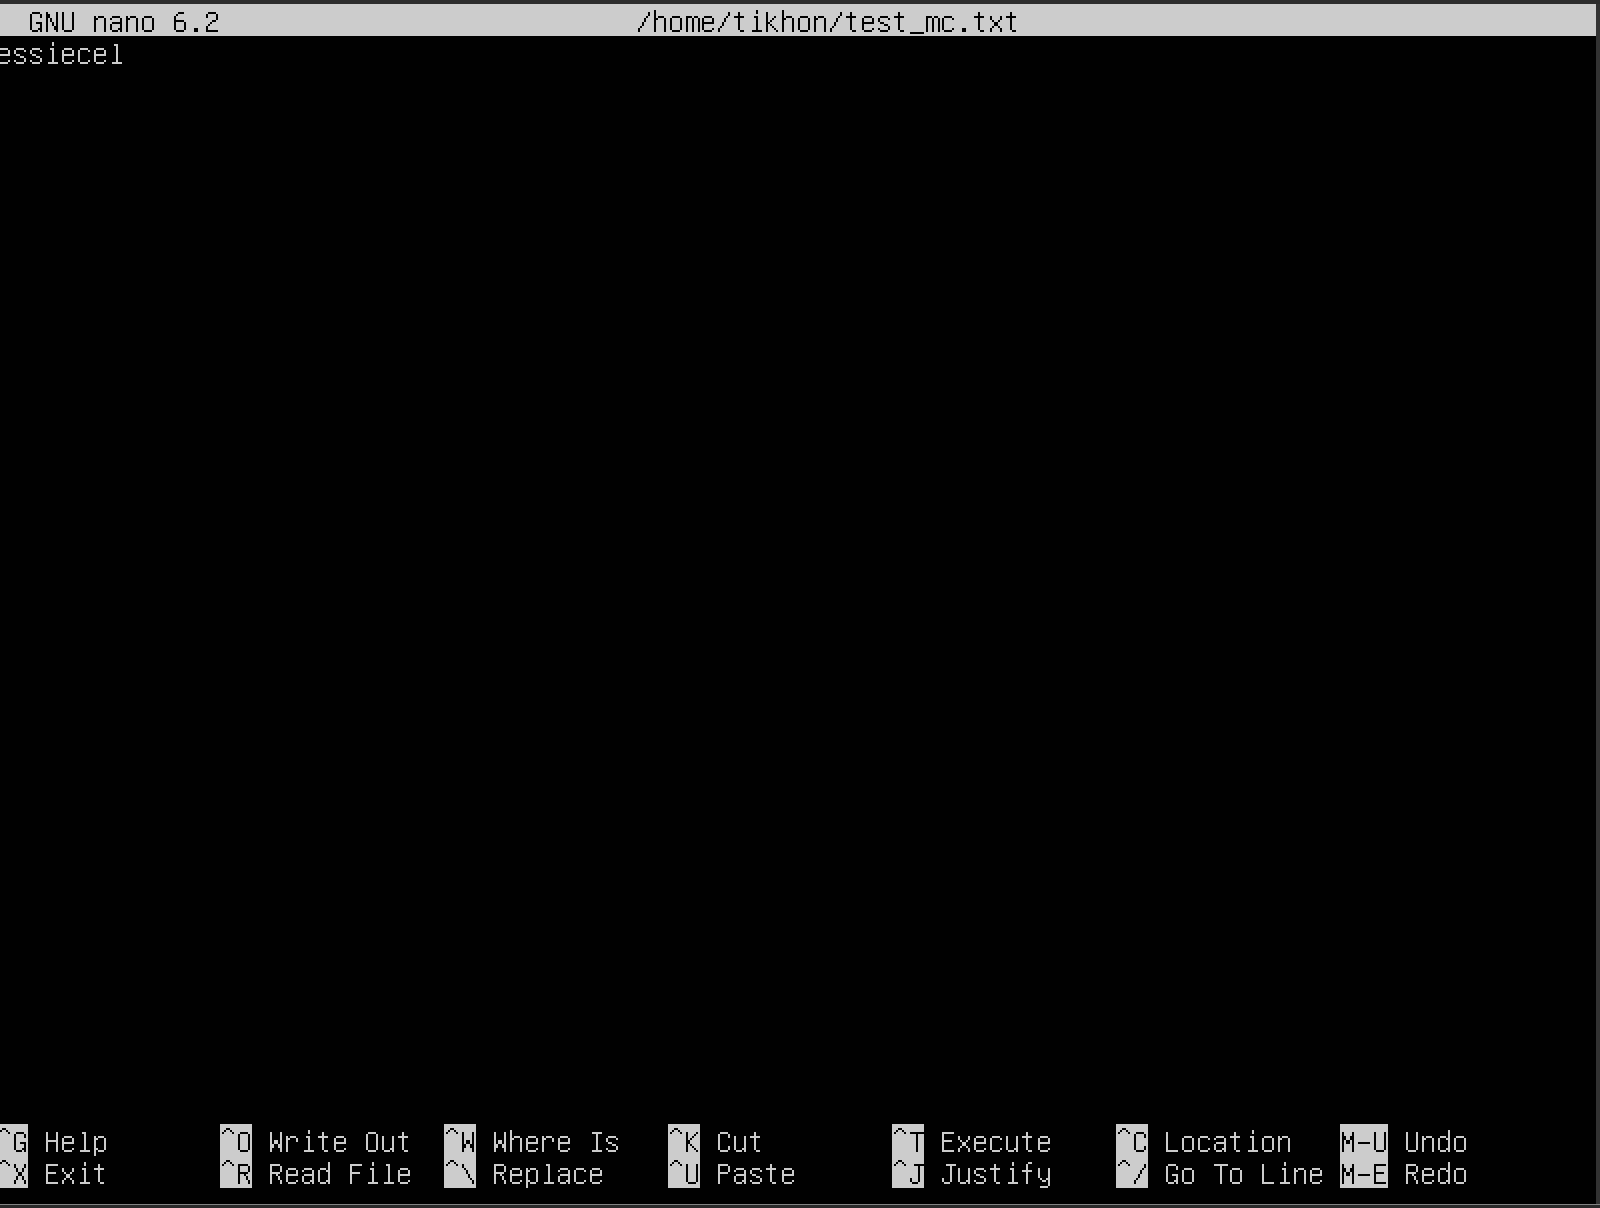 GNU nano 6.2 /home/tikhon/test_mc.txt
essiecel
^G Help ^O Write Out ^W Where Is ^K Cut ^T Execute ^C Location M-U Undo
^X Exit ^R Read File ^\ Replace ^U Paste ^J Justify ^/ Go To Line M-E Redo